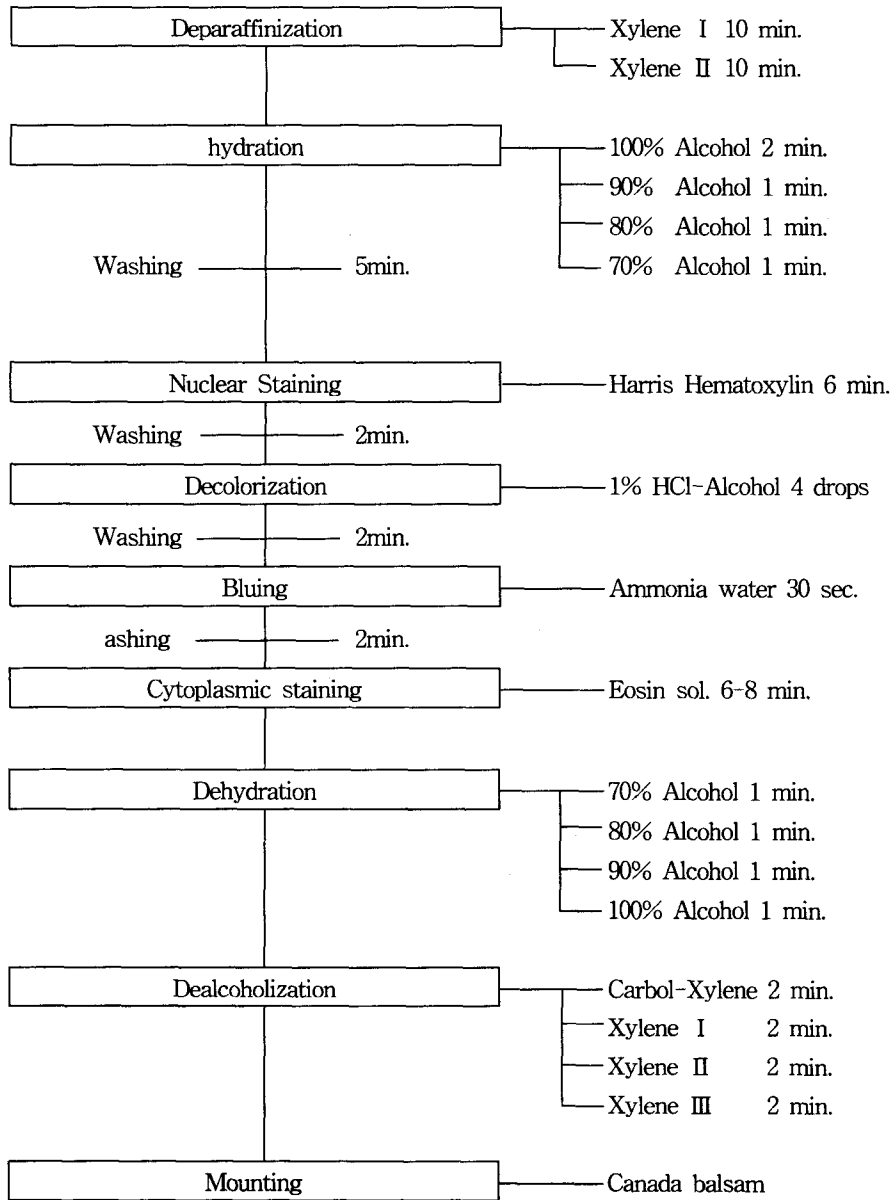 Deparaffinization Xylene Ⅰ 10 min.
Xylene Ⅱ 10 min.
hydration 100% Alcohol 2 min.
90% Alcohol 1 min.
80% Alcohol 1 min.
Washing 5min. 70% Alcohol 1 min.
Nuclear Staining Harris Hematoxylin 6 min.
Washing 2min.
Decolorization 1% HCl-Alcohol 4 drops
Washing 2min.
Bluing Ammonia water 30 sec.
ashing 2min.
Cytoplasmic staining Eosin sol. 6-8 min.
Dehydration 70% Alcohol 1 min.
80% Alcohol 1 min.
90% Alcohol 1 min.
100% Alcohol 1 min.
Dealcoholization Carbol-Xylene 2 min.
Xylene Ⅰ 2 min.
Xylene Ⅱ 2 min.
Xylene Ⅲ 2 min.
Mounting Canada balsam